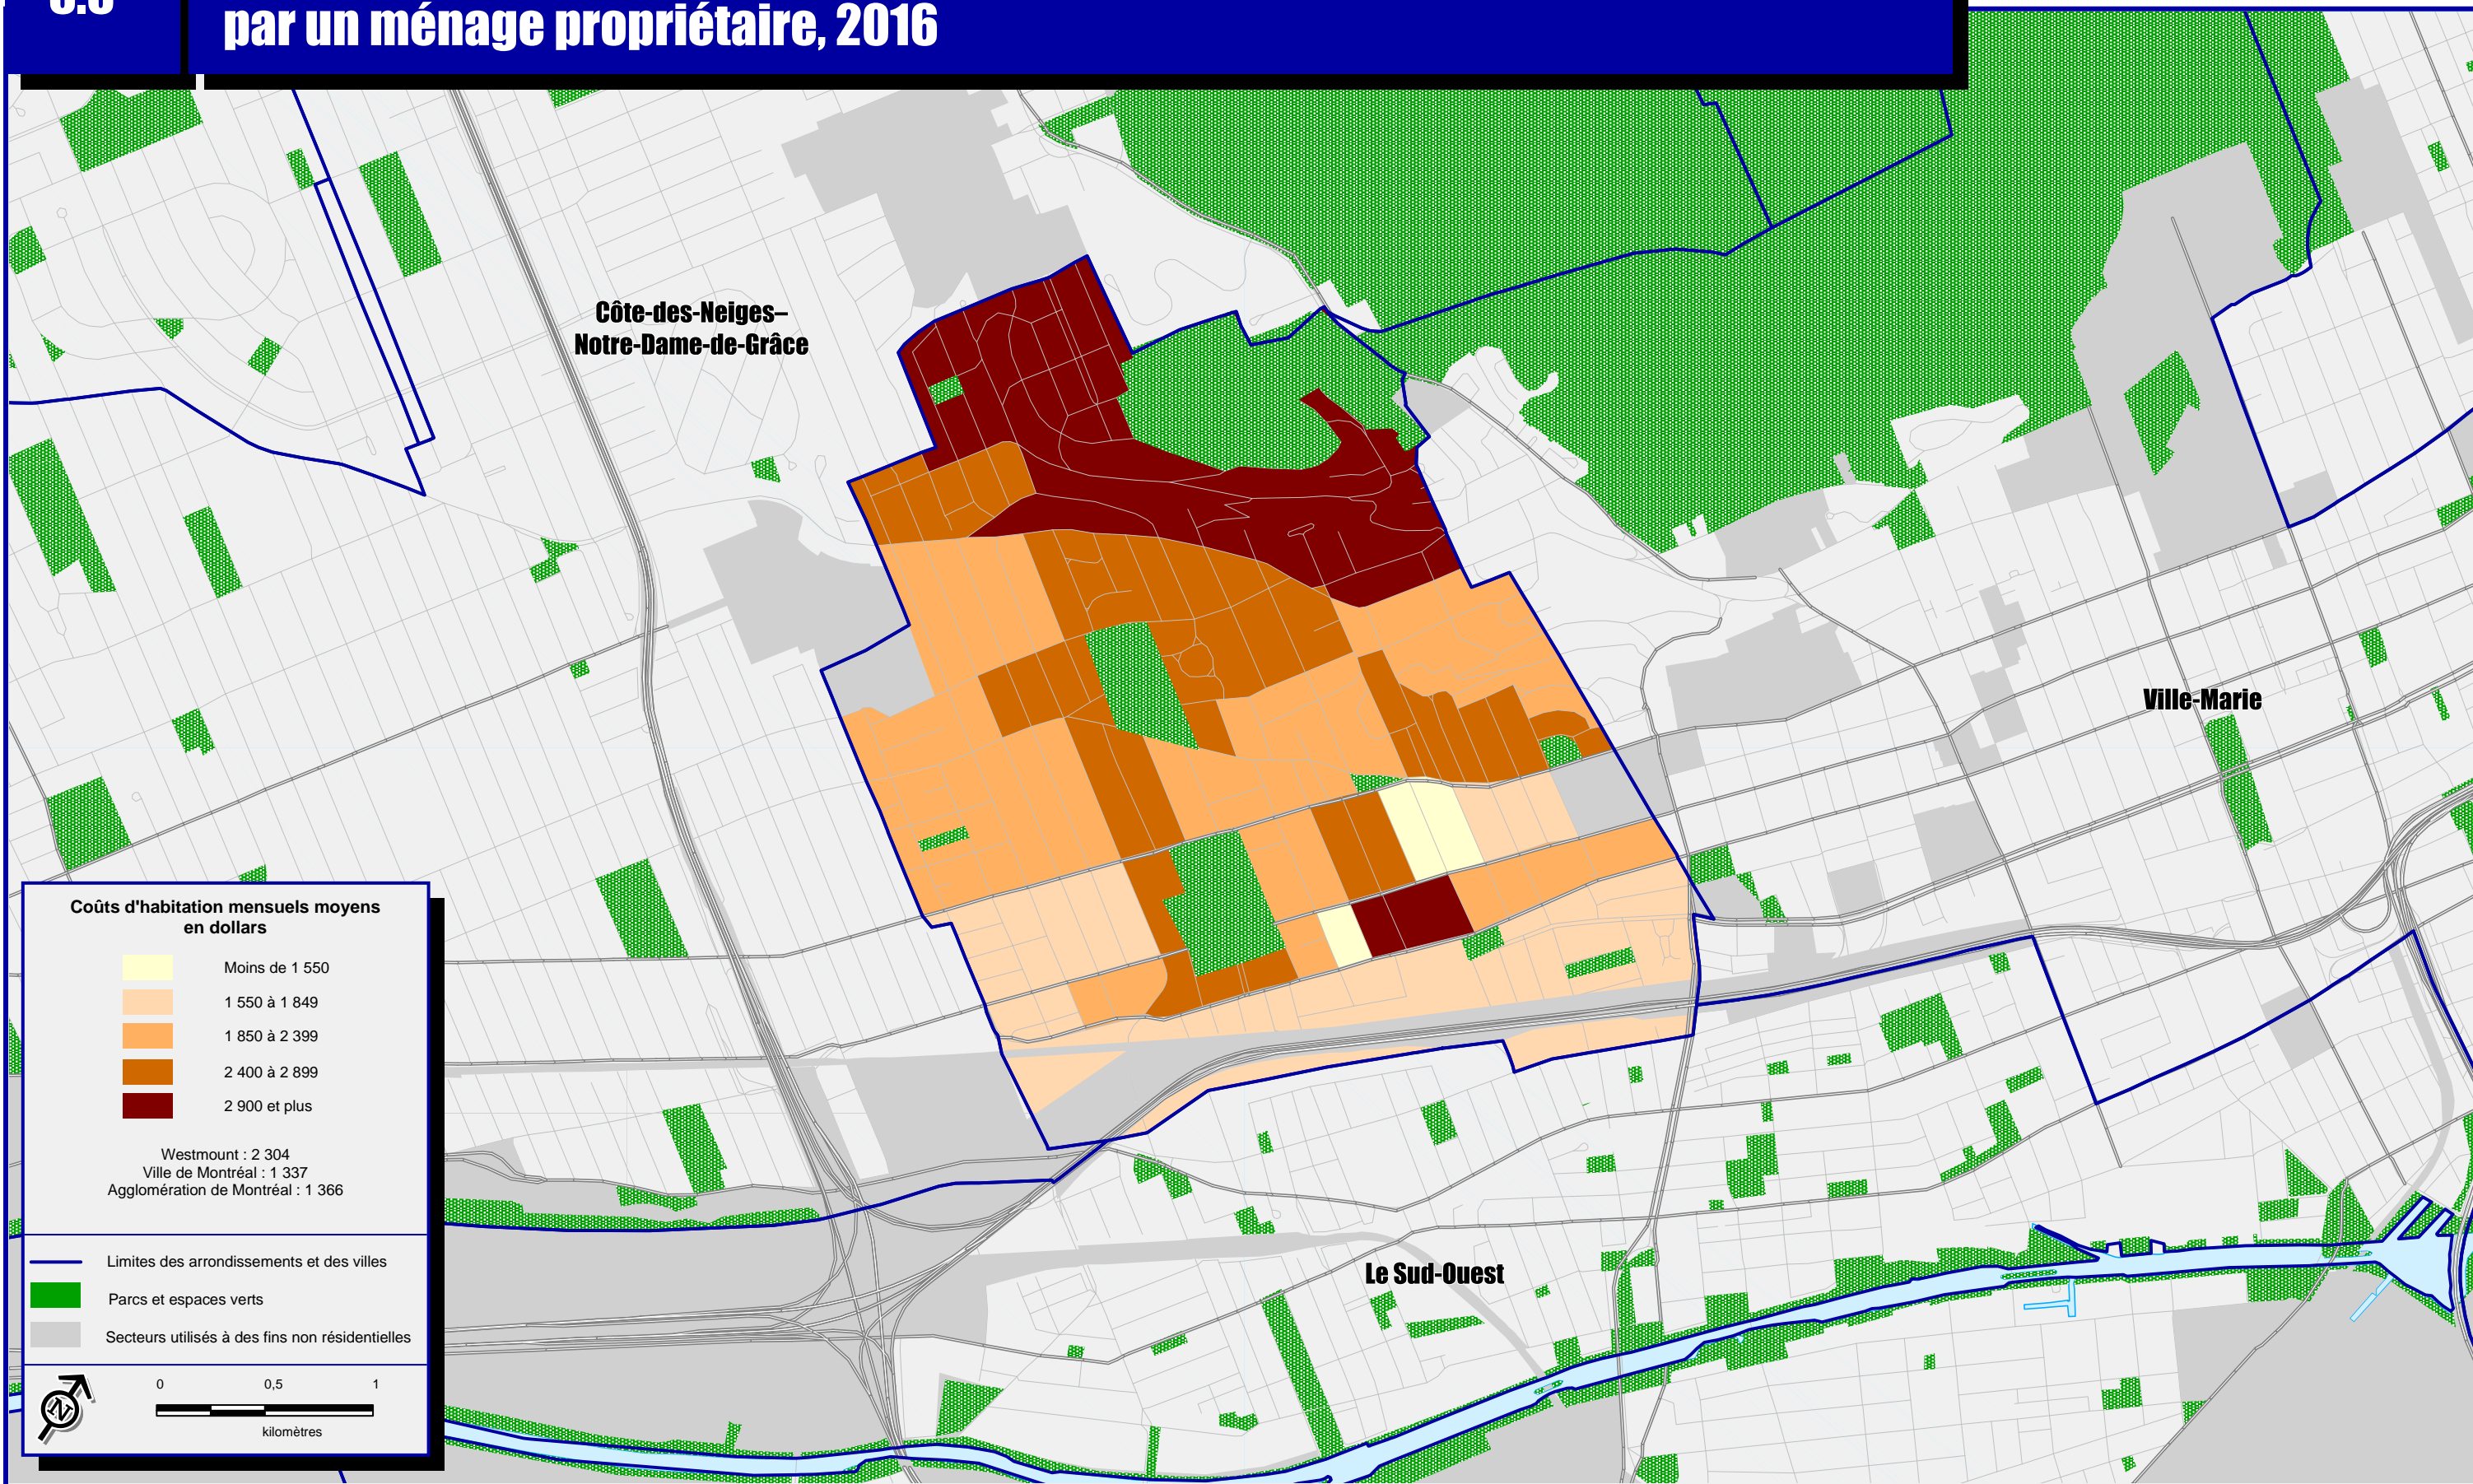 par un ménage propriétaire, 2016
Côte-des-Neiges–
Notre-Dame-de-Grâce
Ville-Marie
Le Sud-Ouest
Coûts d'habitation mensuels moyens
en dollars
Moins de 1 550
1 550 à 1 849
1 850 à 2 399
2 400 à 2 899
2 900 et plus
Westmount : 2 304
Ville de Montréal : 1 337
Agglomération de Montréal : 1 366
Limites des arrondissements et des villes
Parcs et espaces verts
Secteurs utilisés à des fins non résidentielles
N
0 0,5 1
kilomètres